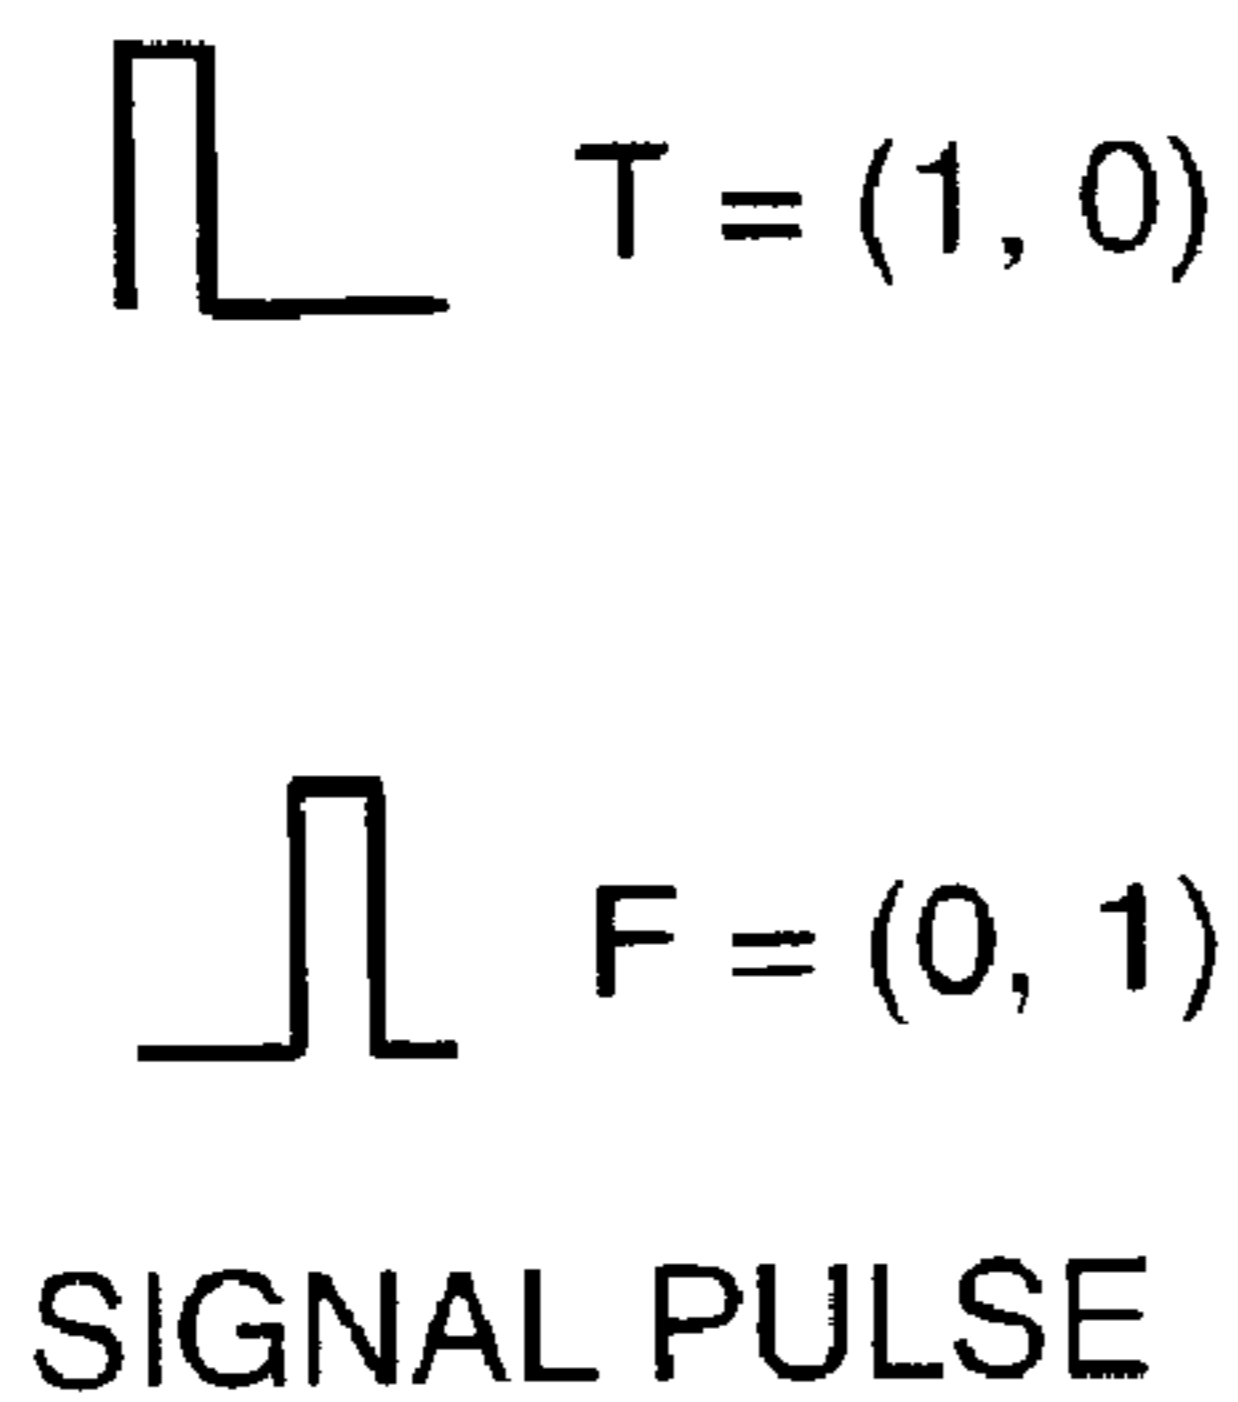 T = (1, 0)
F = (0, 1)
SIGNAL PULSE